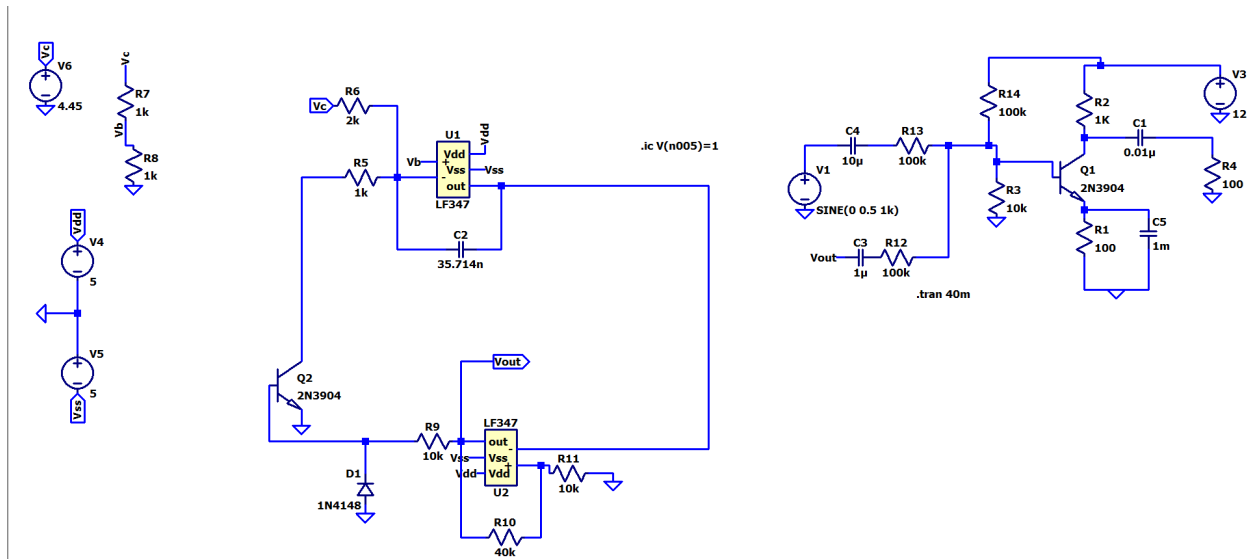 Vc
V6
4.45
Vc
R7
1k
Vb
R8
1k
Vdd
V4
5
V5
5
Vss
Vc
R6
2k
R5
1k
U1
Vb
Vdd
+
Vss
-
out
Vdd
Vss
LF347
C2
35.714n
.ic V(n005)=1
Q2
2N3904
Vout
R9
10k
D1
1N4148
LF347
out
-
Vss
Vss
+
Vdd
Vdd
U2
R11
10k
R10
40k
V1
SINE(0 0.5 1k)
C4
10µ
R13
100k
R14
100k
R3
10k
Vout
C3
1µ
R12
100k
.tran 40m
R2
1K
C1
0.01µ
Q1
2N3904
R4
100
R1
100
C5
1m
V3
12